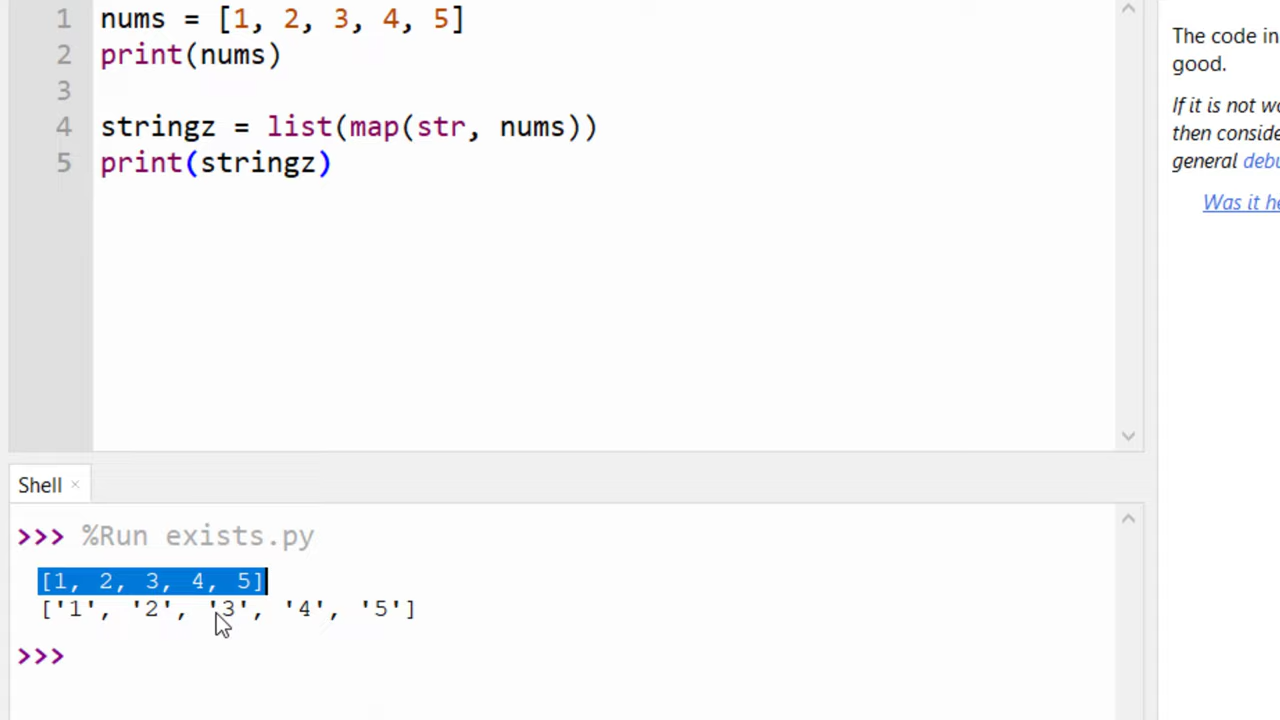 1 nums = [1, 2, 3, 4, 5]
2 print(nums)
3
4 stringz = list(map(str, nums))
5 print(stringz)
The code in
good.
If it is not wo
then conside
general debu
Was it he
Shell ×
>>> %Run exists.py
[1, 2, 3, 4, 5]
['1', '2', '3', '4', '5']
>>>